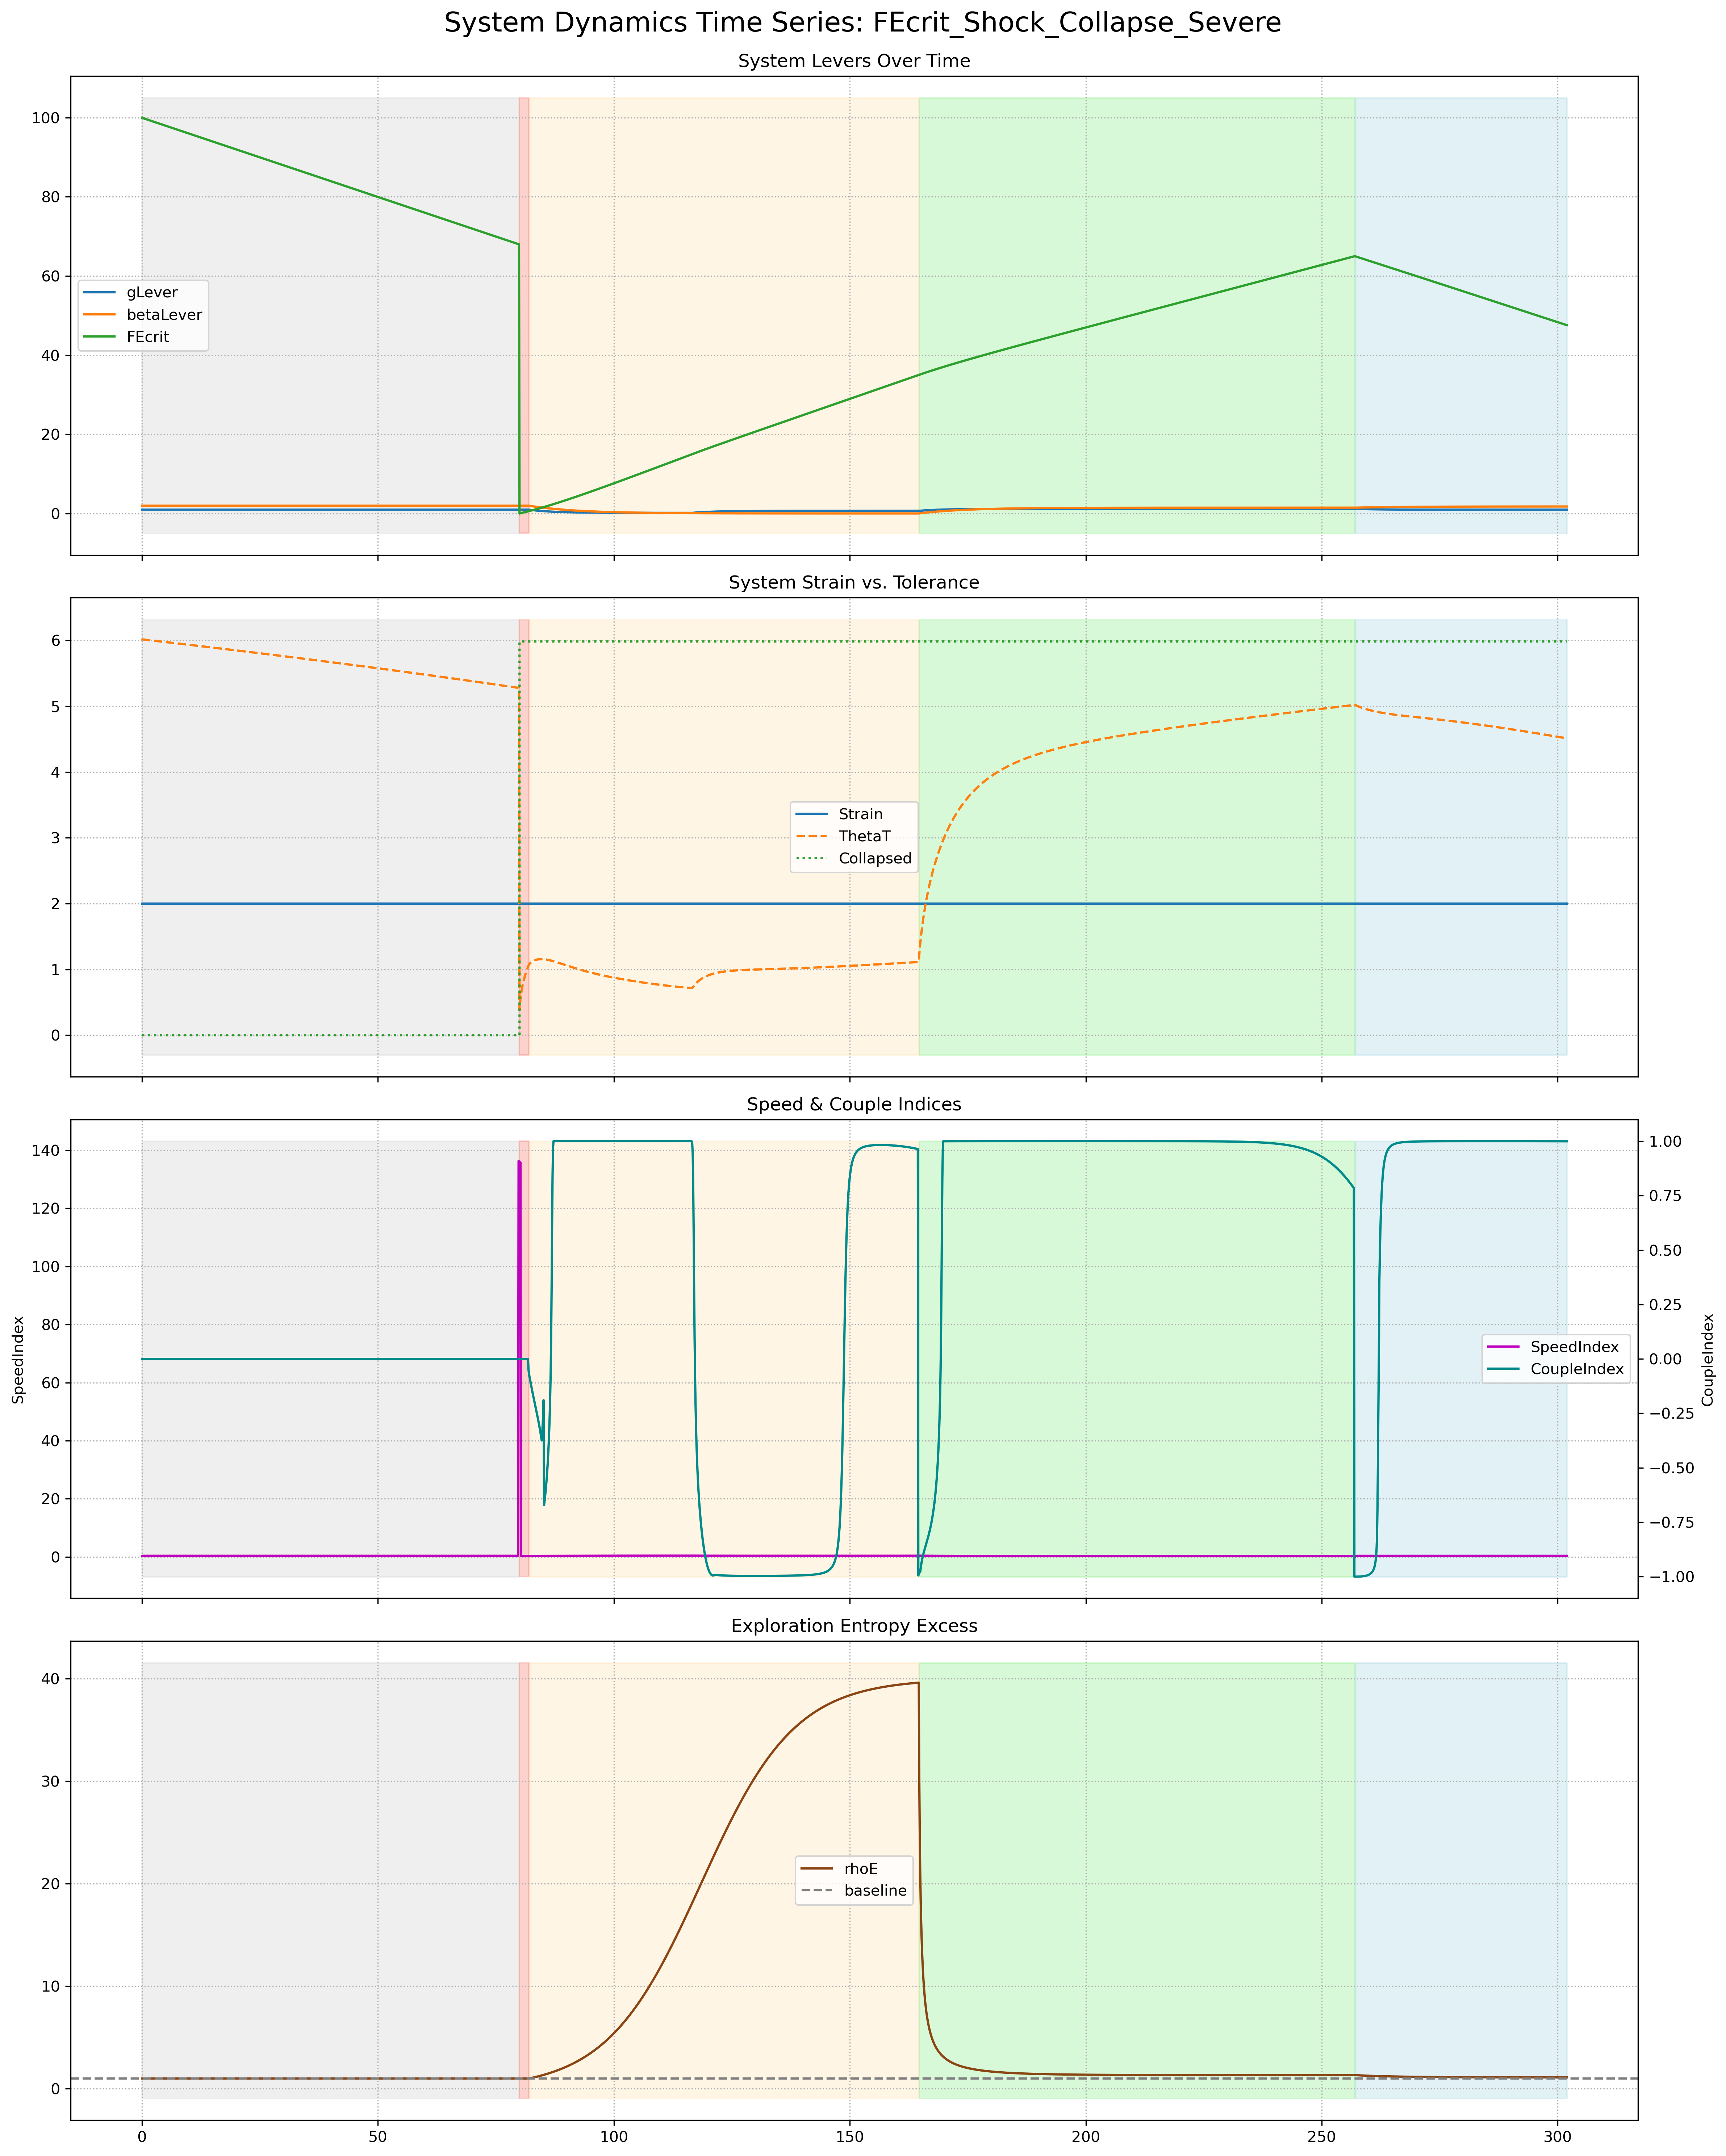 System Dynamics Time Series: FEcrit_Shock_Collapse_Severe
System Levers Over Time
100
80
60
40
20
0
gLever
betaLever
FEcrit
System Strain vs. Tolerance
6
5
4
3
2
1
0
Strain
ThetaT
Collapsed
Speed & Couple Indices
SpeedIndex
140
120
100
80
60
40
20
0
1.00
0.75
0.50
0.25
0.00
−0.25
−0.50
−0.75
−1.00
CoupleIndex
SpeedIndex
CoupleIndex
Exploration Entropy Excess
40
30
20
10
0
rhoE
baseline
0 50 100 150 200 250 300